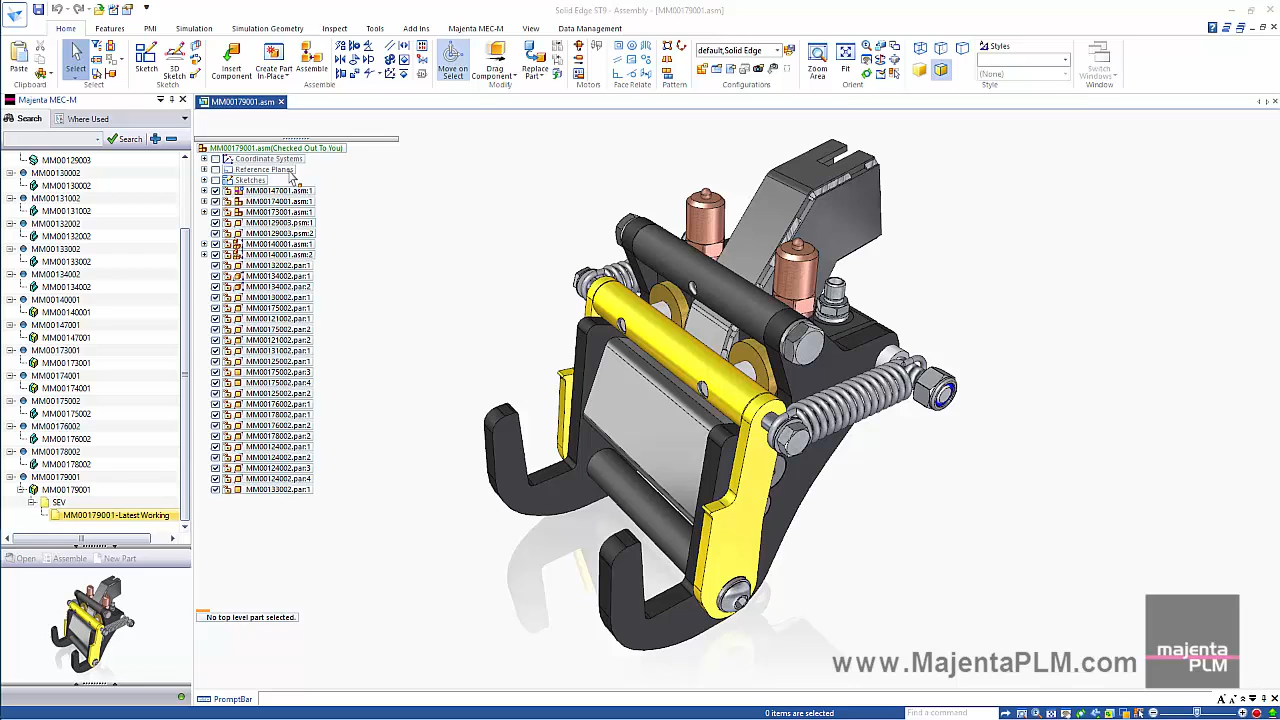 Solid Edge ST9 - Assembly - [MM00179001.asm]
Home Features PMI Simulation Simulation Geometry Inspect Tools Add Ins Majenta MEC-M View Data Management
Paste
Clipboard
Select
Select
Sketch
3D Sketch
Sketch
Insert Component
Create Part In-Place
Assemble
Assemble
Move on Select
Drag Component
Replace Part
Modify
Motors
Face Relate
Pattern
default,Solid Edge
Configurations
Zoom Area
Fit
Orient
Styles
(None)
Style
Switch Windows
Window
Majenta MEC-M
Search Where Used
Search
MM00129003
MM00130002
MM00130002
MM00131002
MM00131002
MM00132002
MM00132002
MM00133002
MM00133002
MM00134002
MM00134002
MM00140001
MM00140001
MM00147001
MM00147001
MM00173001
MM00173001
MM00174001
MM00174001
MM00175002
MM00175002
MM00176002
MM00176002
MM00178002
MM00178002
MM00179001
MM00179001
SEV
MM00179001-Latest Working
Open Assemble New Part
MM00179001.asm
MM00179001.asm(Checked Out To You)
Coordinate Systems
Reference Planes
Sketches
MM00147001.asm:1
MM00174001.asm:1
MM00173001.asm:1
MM00129003.psm:1
MM00129003.psm:2
MM00140001.asm:1
MM00140001.asm:2
MM00132002.par:1
MM00134002.par:1
MM00134002.par:2
MM00130002.par:1
MM00175002.par:1
MM00121002.par:1
MM00175002.par:2
MM00121002.par:2
MM00131002.par:1
MM00125002.par:1
MM00175002.par:3
MM00175002.par:4
MM00125002.par:2
MM00176002.par:1
MM00178002.par:1
MM00176002.par:2
MM00178002.par:2
MM00124002.par:1
MM00124002.par:2
MM00124002.par:3
MM00124002.par:4
MM00133002.par:1
No top level part selected.
majenta
PLM
www.MajentaPLM.com
PromptBar
0 items are selected
Find a command